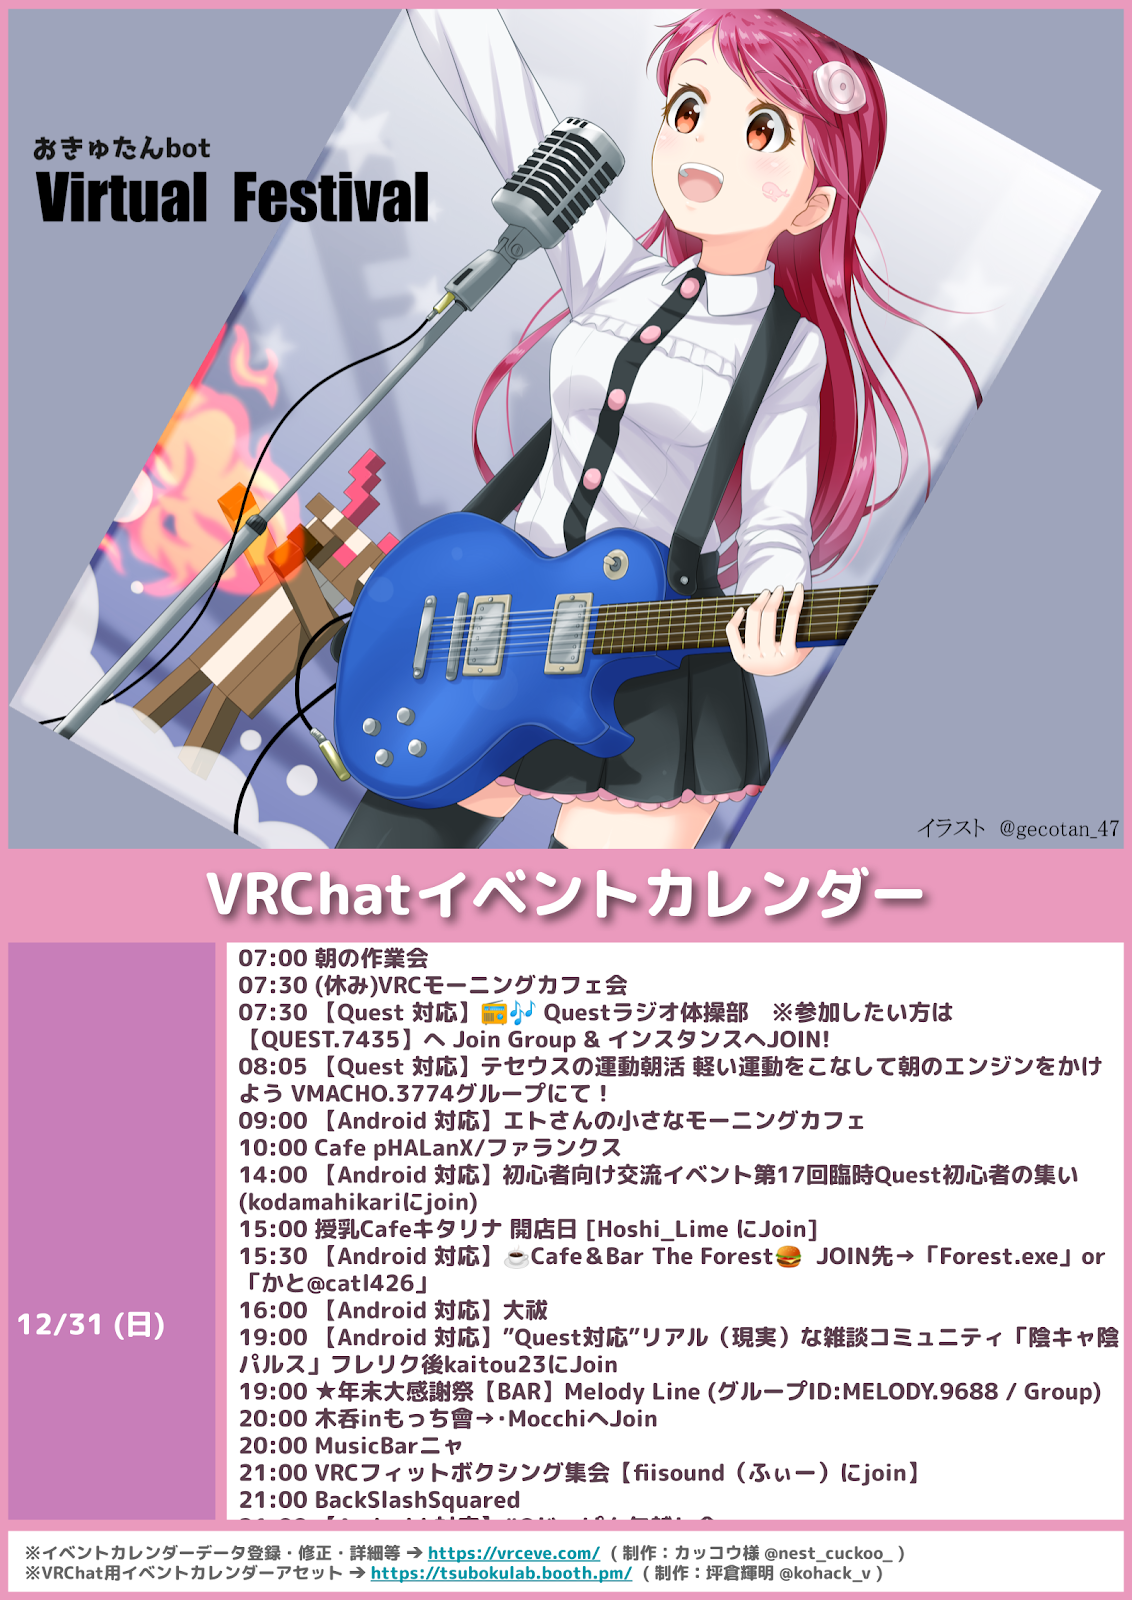 おきゅたんbot
Virtual Festival
イラスト @gecotan_47
VRChatイベントカレンダー
12/31 (日)
07:00 朝の作業会
07:30 (休み)VRCモーニングカフェ会
07:30 【Quest 対応】📻🎶 Questラジオ体操部　※参加したい方は
【QUEST.7435】へ Join Group & インスタンスへJOIN!
08:05 【Quest 対応】テセウスの運動朝活 軽い運動をこなして朝のエンジンをかけ
よう VMACHO.3774グループにて！
09:00 【Android 対応】エトさんの小さなモーニングカフェ
10:00 Cafe pHALanX/ファランクス
14:00 【Android 対応】初心者向け交流イベント第17回臨時Quest初心者の集い
(kodamahikariにjoin)
15:00 授乳Cafeキタリナ 開店日 [Hoshi_Lime にJoin]
15:30 【Android 対応】☕Cafe＆Bar The Forest🍔 JOIN先→「Forest.exe」or
「かと@catl426」
16:00 【Android 対応】大祓
19:00 【Android 対応】”Quest対応”リアル（現実）な雑談コミュニティ「陰キャ陰
パルス」フレリク後kaitou23にJoin
19:00 ★年末大感謝祭【BAR】Melody Line (グループID:MELODY.9688 / Group)
20:00 木呑inもっち會→･MocchiへJoin
20:00 MusicBarニャ
21:00 VRCフィットボクシング集会【fiisound（ふぃー）にjoin】
21:00 BackSlashSquared
※イベントカレンダーデータ登録・修正・詳細等 ➔ https://vrceve.com/ ( 制作：カッコウ様 @nest_cuckoo_ )
※VRChat用イベントカレンダーアセット ➔ https://tsubokulab.booth.pm/ ( 制作：坪倉輝明 @kohack_v )